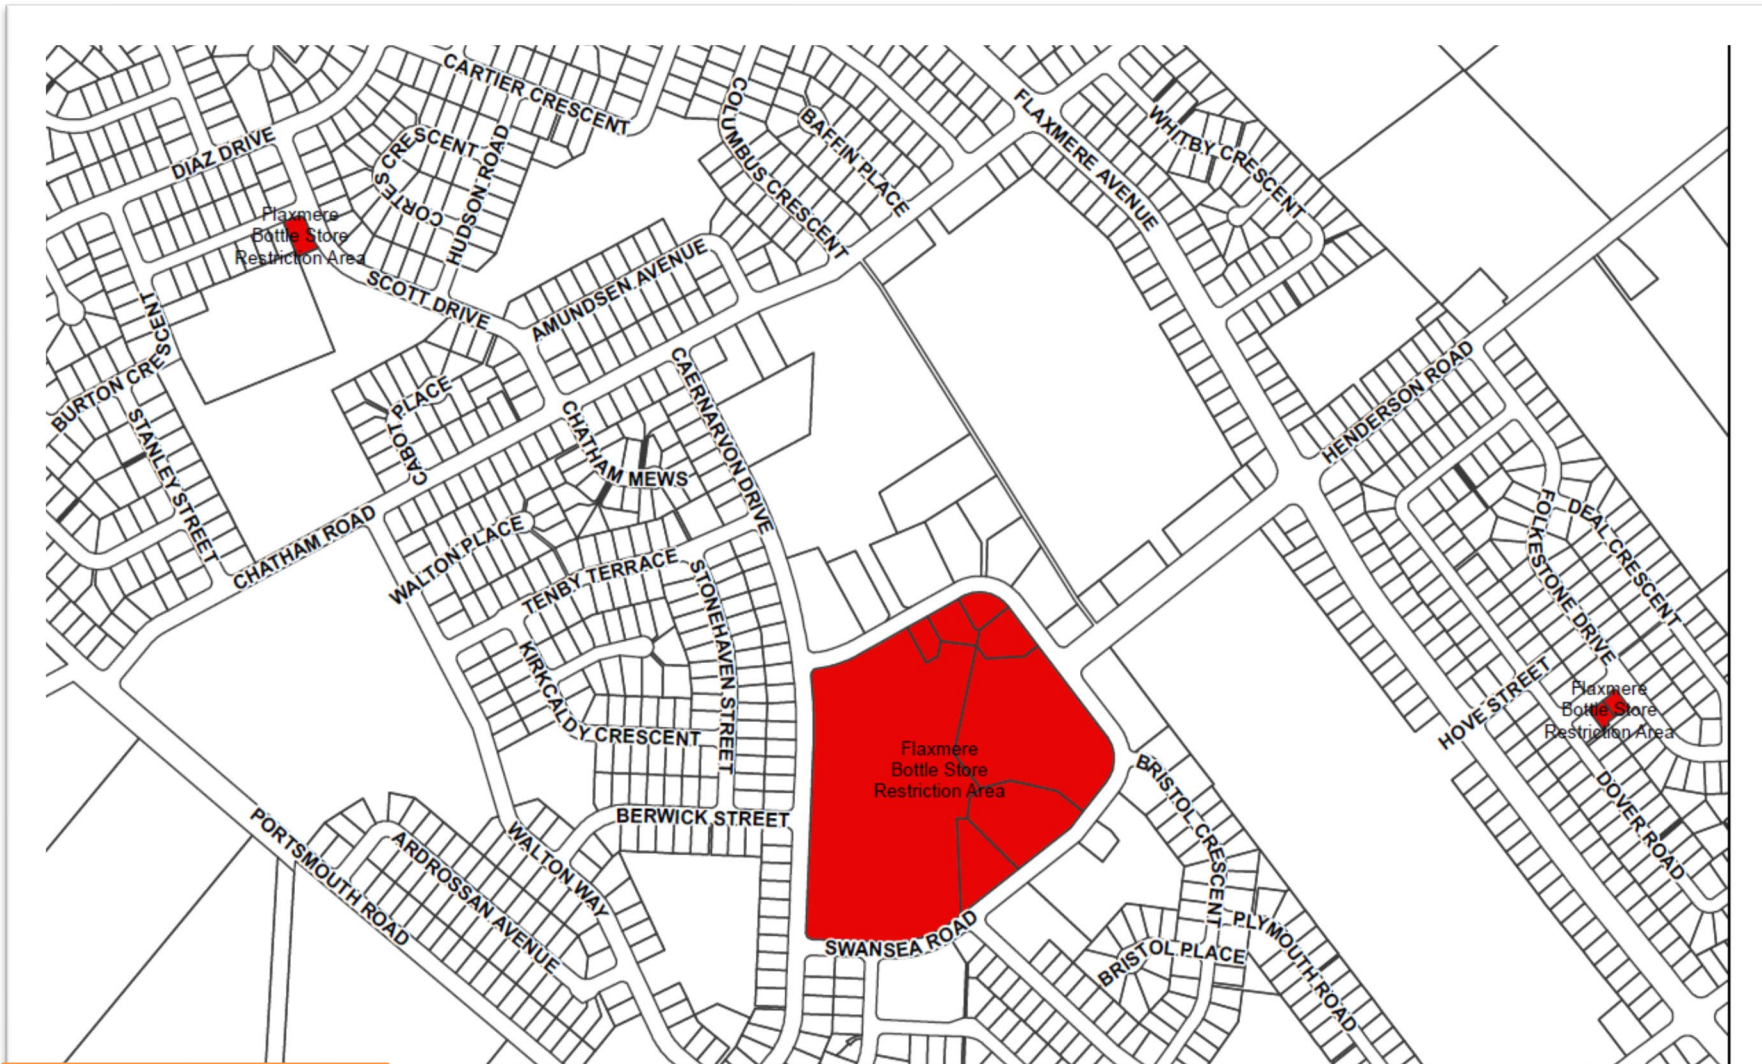 CARTIER CRESCENT
COLUMBUS CRESCENT
BAFFIN PLACE
FLAXMERE AVENUE
WHITBY CRESCENT
DIAZ DRIVE
CORTES CRESCENT
HUDSON ROAD
Flaxmere
Bottle Store
Restriction Area
SCOTT DRIVE
AMUNDSEN AVENUE
BURTON CRESCENT
STANLEY STREET
CABOT PLACE
CHATHAM MEWS
CAERNARVON DRIVE
HENDERSON ROAD
CHATHAM ROAD
WALTON PLACE
TENBY TERRACE
STONEHAVEN STREET
KIRKCALDY CRESCENT
FOLKESTONE DRIVE
DEAL CRESCENT
HOVE STREET
Flaxmere
Bottle Store
Restriction Area
Flaxmere
Bottle Store
Restriction Area
BRISTOL CRESCENT
DOVER ROAD
BERWICK STREET
PORTSMOUTH ROAD
ARDROSSAN AVENUE
WALTON WAY
SWANSEA ROAD
BRISTOL PLACE
PLYMOUTH ROAD